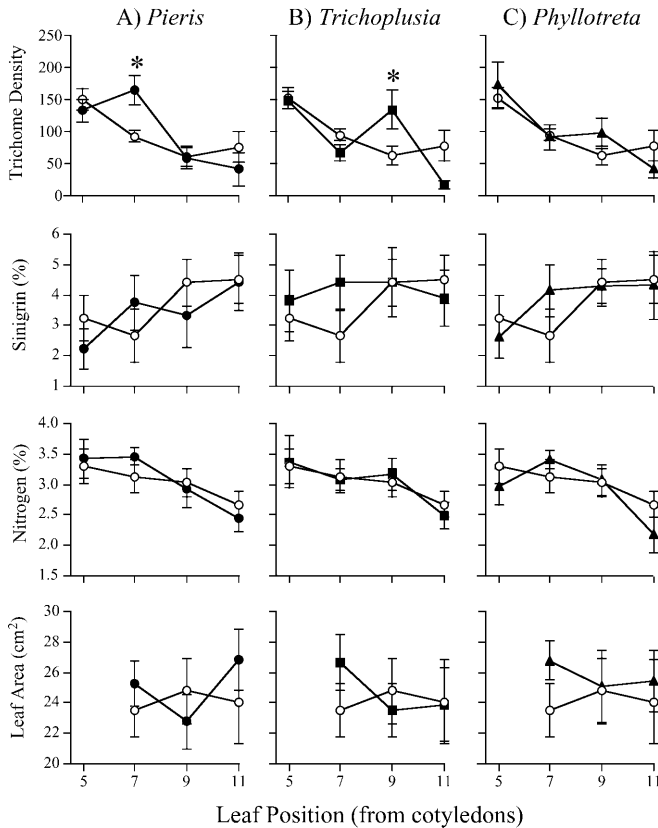 A) Pieris
B) Trichoplusia
C) Phyllotreta
Trichome Density
250
200
150
100
50
0
*
*
Sinigrin (%)
6
5
4
3
2
1
Nitrogen (%)
4.0
3.5
3.0
2.5
2.0
1.5
Leaf Area (cm²)
30
28
26
24
22
20
5 7 9 11
5 7 9 11
5 7 9 11
Leaf Position (from cotyledons)